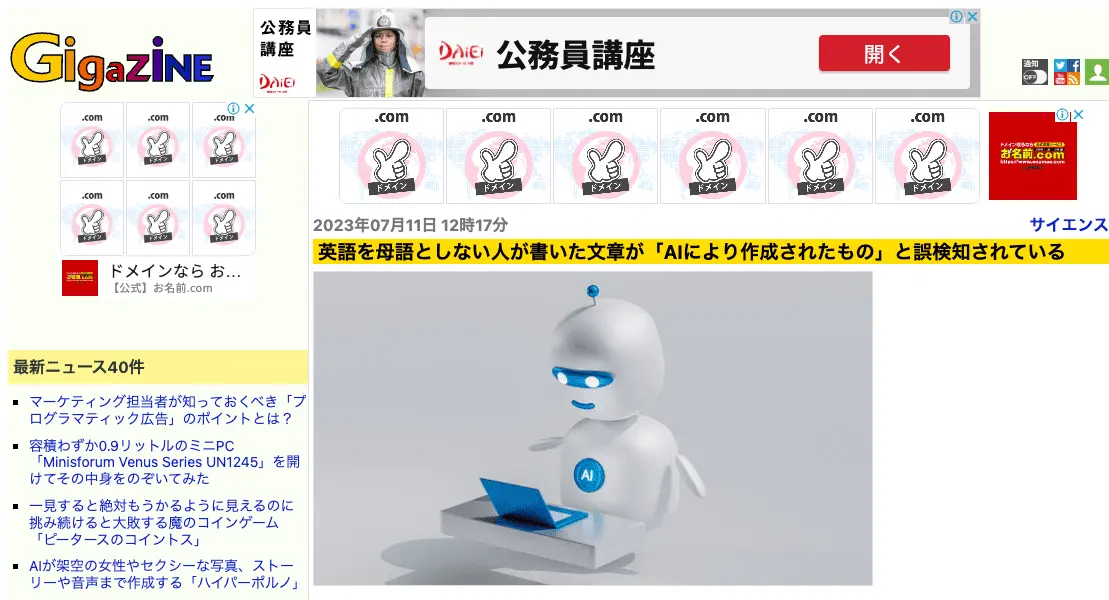 GigaZiNE
公務員
講座
DAiEi
DAiEi
公務員講座
開く
通知
OFF
.com
.com
.com
ドメイン
ドメイン
ドメイン
.com
.com
.com
ドメイン
ドメイン
ドメイン
ドメインなら お...
【公式】お名前.com
.com
.com
.com
.com
.com
.com
ドメイン
ドメイン
ドメイン
ドメイン
ドメイン
ドメイン
お名前.com
2023年07月11日 12時17分
サイエンス
英語を母語としない人が書いた文章が「AIにより作成されたもの」と誤検知されている
AI
最新ニュース40件
マーケティング担当者が知っておくべき「プ
ログラマティック広告」のポイントとは？
容積わずか0.9リットルのミニPC
「Minisforum Venus Series UN1245」を開
けてその中身をのぞいてみた
一見すると絶対もうかるように見えるのに
挑み続けると大敗する魔のコインゲーム
「ピータースのコイントス」
AIが架空の女性やセクシーな写真、ストー
リーや音声まで作成する「ハイパーポルノ」